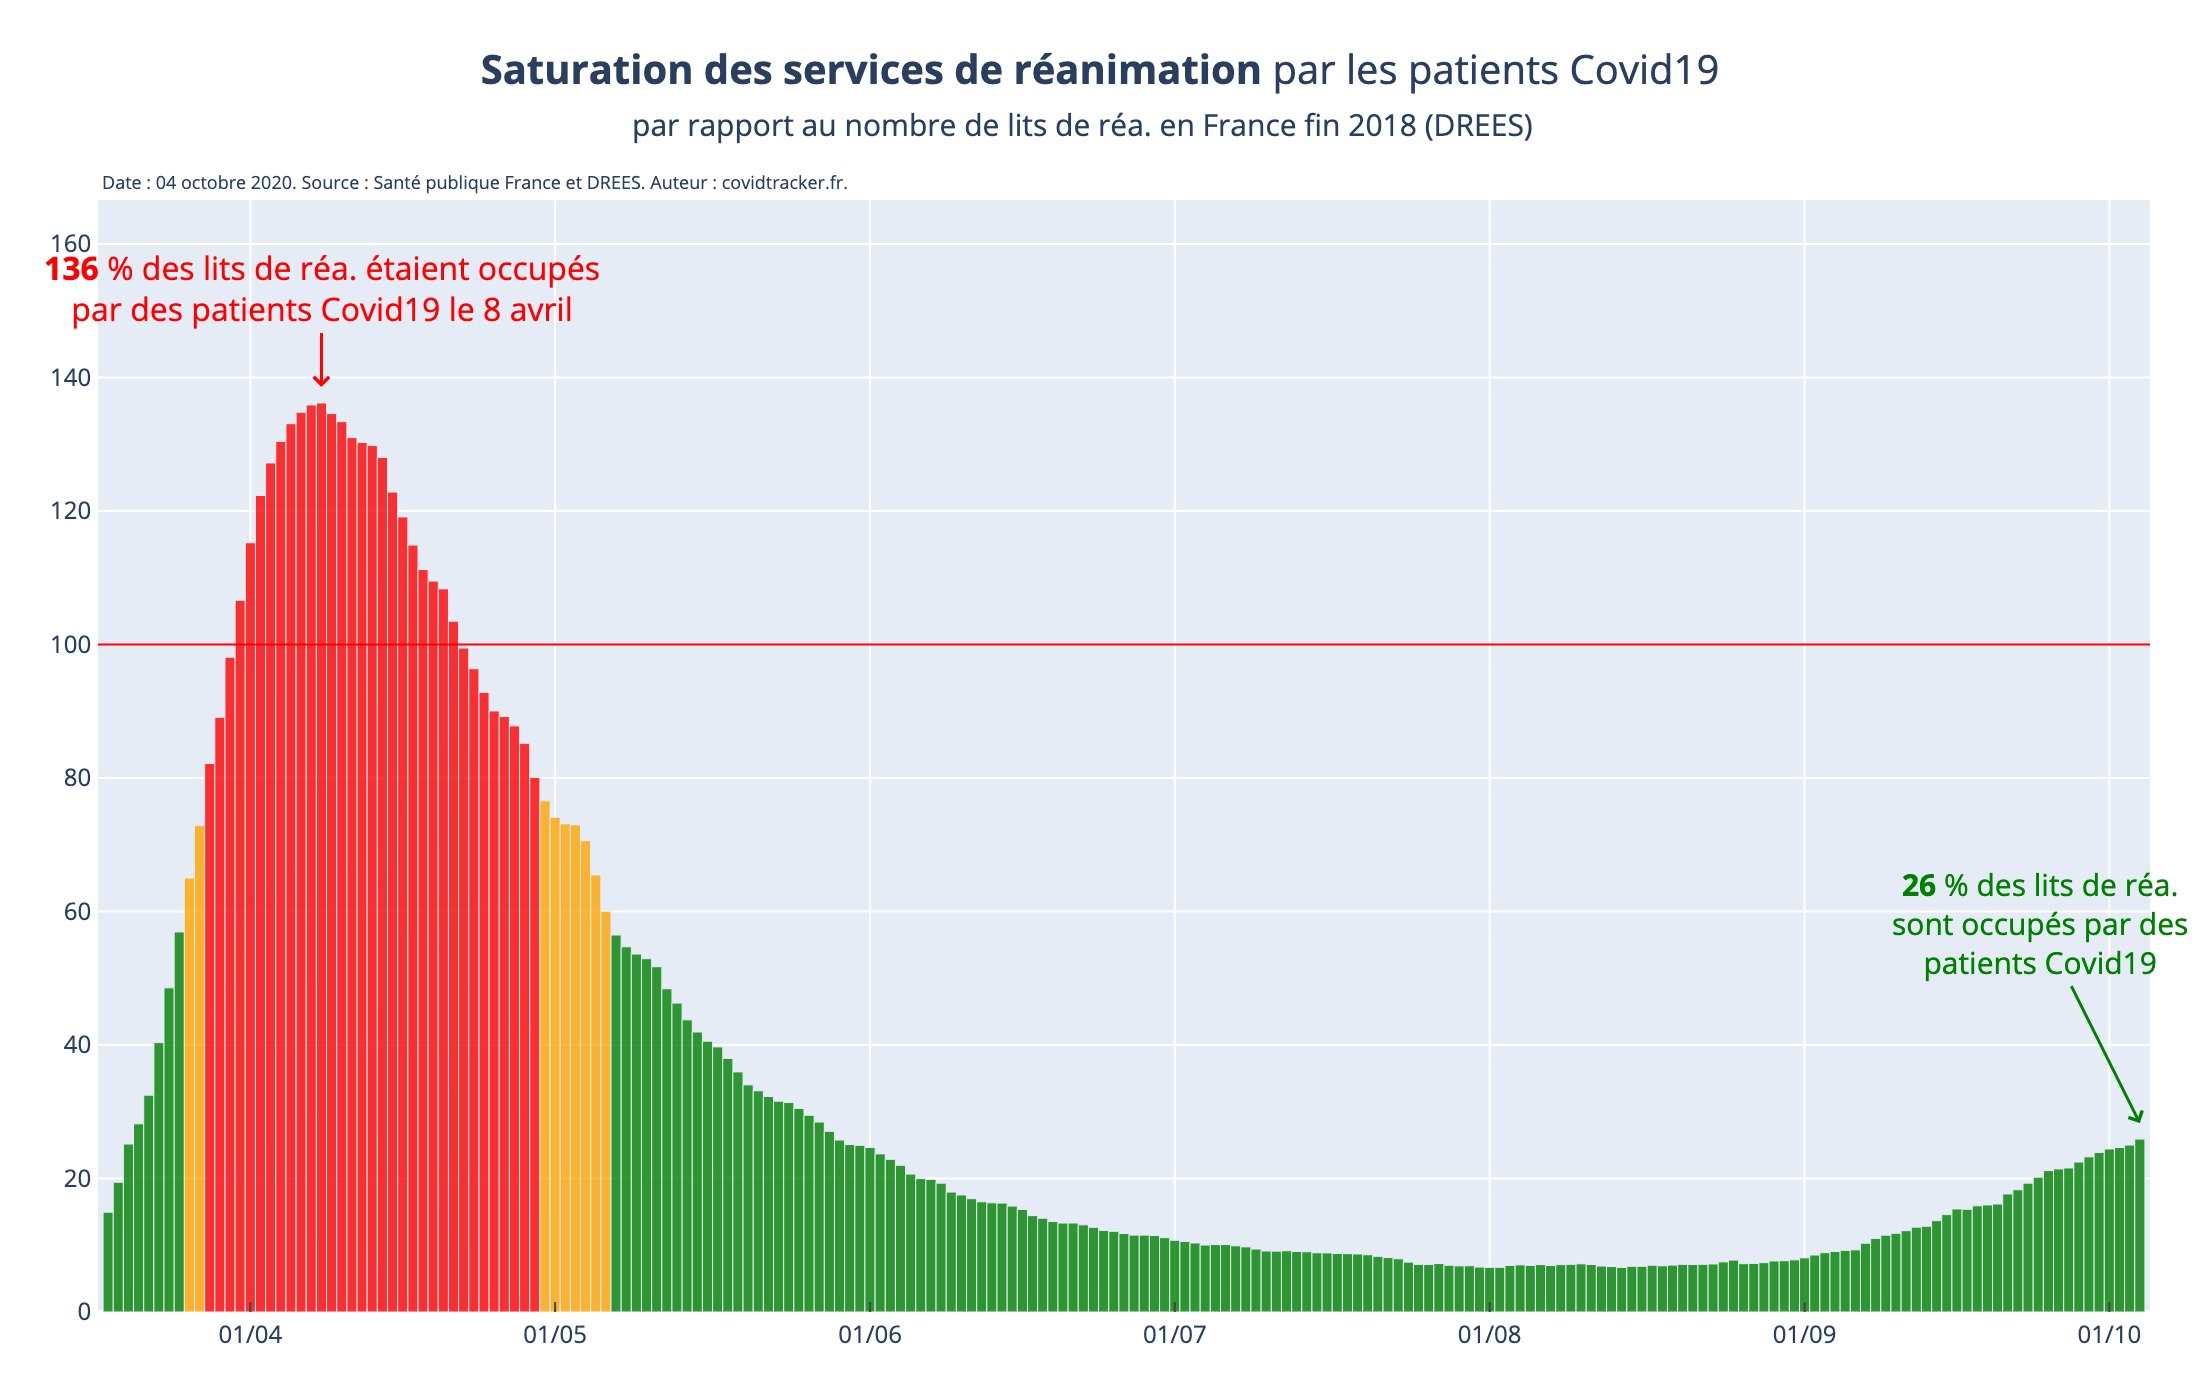 Saturation des services de réanimation par les patients Covid19
par rapport au nombre de lits de réa. en France fin 2018 (DREES)
Date : 04 octobre 2020. Source : Santé publique France et DREES. Auteur : covidtracker.fr.
160
136 % des lits de réa. étaient occupés
par des patients Covid19 le 8 avril
140
120
100
80
26 % des lits de réa.
sont occupés par des
patients Covid19
60
40
20
0
01/04 01/05 01/06 01/07 01/08 01/09 01/10